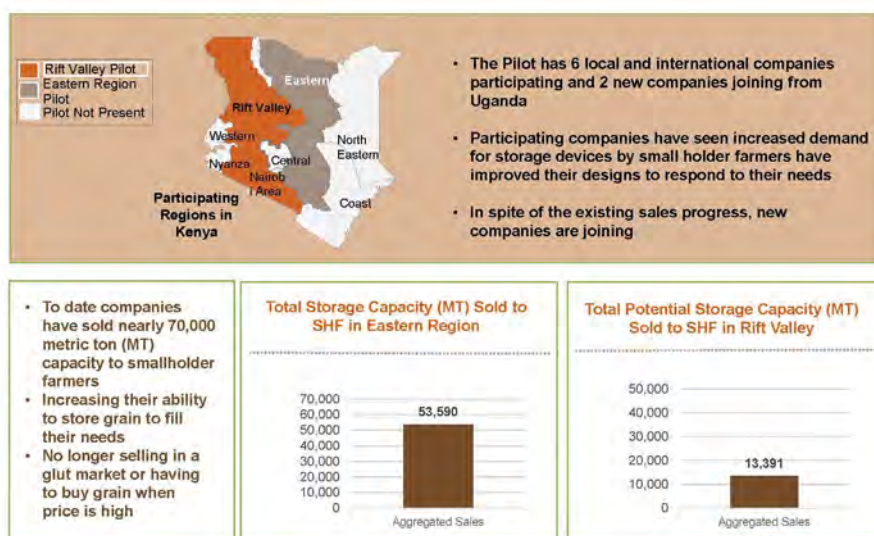 Rift Valley Pilot
Eastern Region
Pilot
Pilot Not Present
Eastern
Rift Valley
Western
North
Eastern
Nyanza
Central
Nairob
i Area
Coast
Participating
Regions in
Kenya
• The Pilot has 6 local and international companies
participating and 2 new companies joining from
Uganda
• Participating companies have seen increased demand
for storage devices by small holder farmers have
improved their designs to respond to their needs
• In spite of the existing sales progress, new
companies are joining
• To date companies
have sold nearly 70,000
metric ton (MT)
capacity to smallholder
farmers
• Increasing their ability
to store grain to fill
their needs
• No longer selling in a
glut market or having
to buy grain when
price is high
Total Storage Capacity (MT) Sold to
SHF in Eastern Region
70,000
60,000
50,000
40,000
30,000
20,000
10,000
0
53,590
Aggregated Sales
Total Potential Storage Capacity (MT)
Sold to SHF in Rift Valley
50,000
40,000
30,000
20,000
10,000
0
13,391
Aggregated Sales